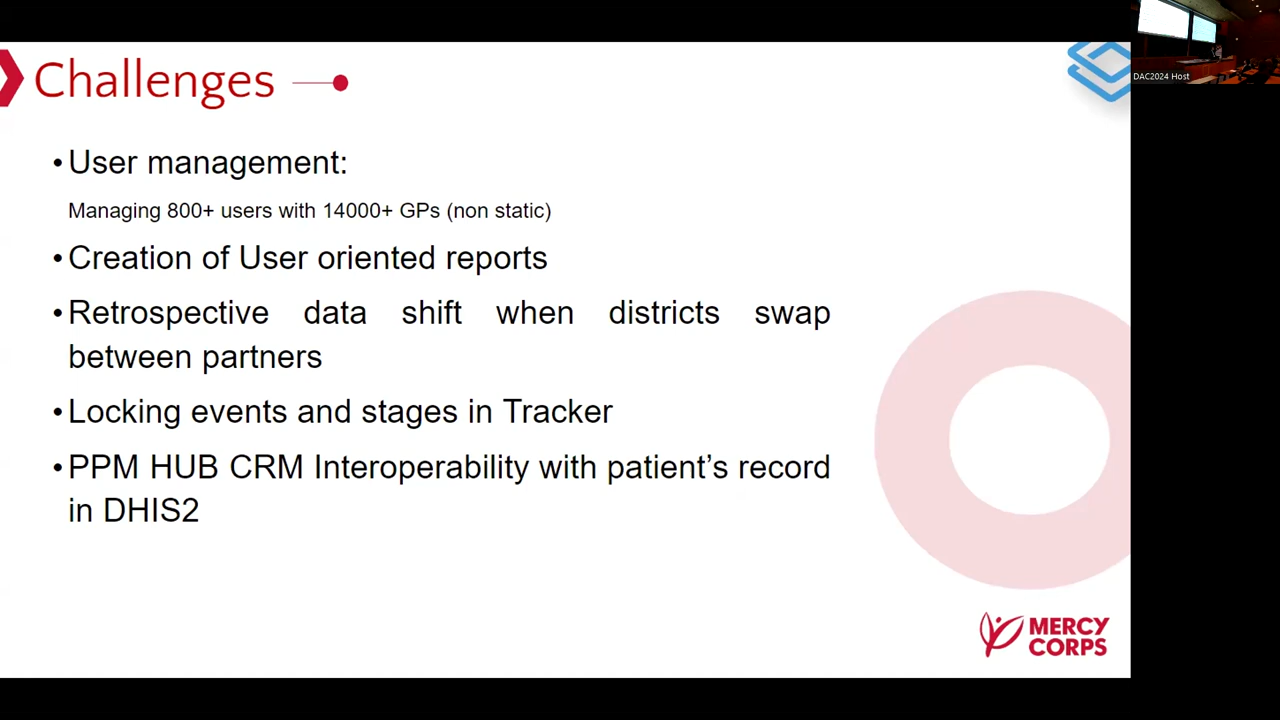 Challenges
DAC2024 Host
•User management:
Managing 800+ users with 14000+ GPs (non static)
•Creation of User oriented reports
•Retrospective data shift when districts swap
between partners
•Locking events and stages in Tracker
•PPM HUB CRM Interoperability with patient’s record
in DHIS2
MERCY
CORPS